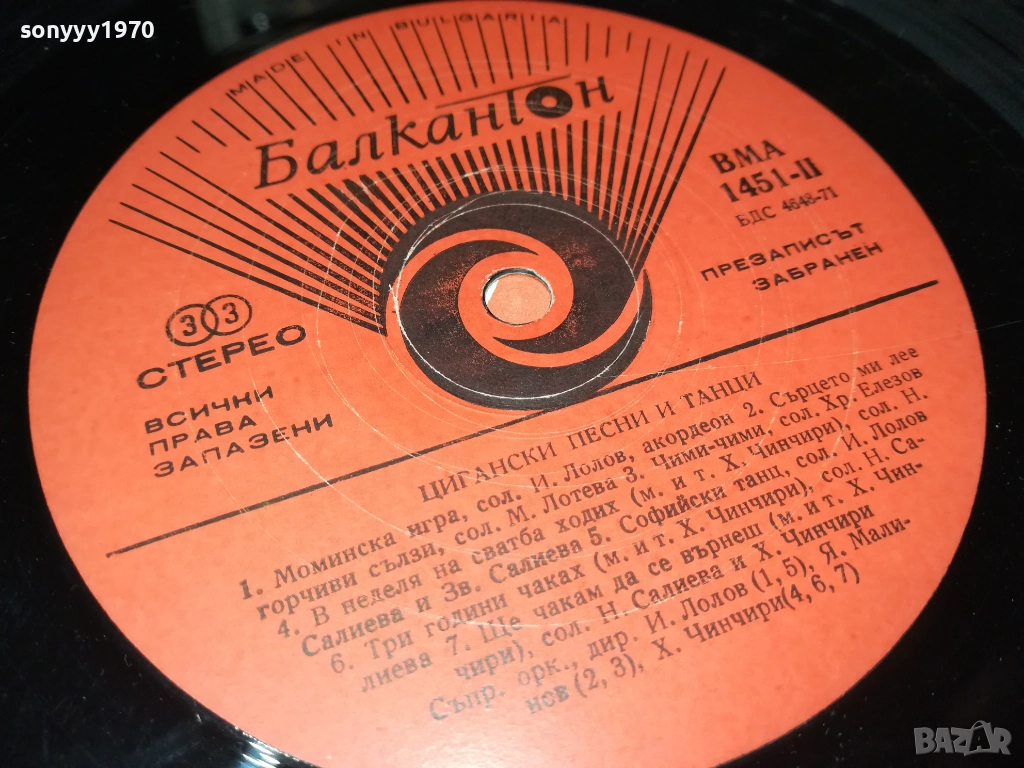 sonyyy1970
MADE IN BULGARIA
Балкантон
ВМА
1451-II
БДС 4648-71
ПРЕЗАПИСЪТ
ЗАБРАНЕН
33
СТЕРЕО
ВСИЧКИ
ПРАВА
ЗАПАЗЕНИ
ЦИГАНСКИ ПЕСНИ И ТАНЦИ
1. Моминска игра, сол. И. Лолов, акордеон 2. Сърцето ми лее
горчиви сълзи, сол. М. Лотева 3. Чими-чими, сол. Хр. Елезов
4. В неделя на сватба ходих (м. и т. Х. Чинчири), сол. Н.
Салиева и Зв. Салиева 5. Софийски танц, сол. И. Лолов
6. Три години чаках (м. и т. Х. Чинчири), сол. Н. Са-
лиева 7. Ще чакам да се върнеш (м. и т. Х. Чин-
чири), сол. Н. Салиева и Х. Чинчири
Съпр. орк., дир. И. Лолов (1, 5), Я. Мали-
нов (2, 3), Х. Чинчири (4, 6, 7)
BAZAR